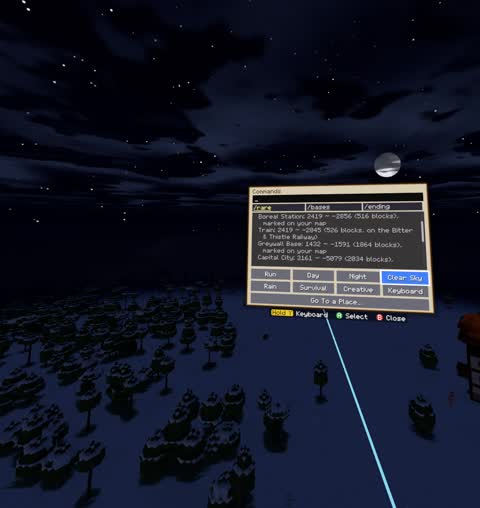 Commands:
/rare /bases /ending
Boreal Station: 2419 ~ -2856 (516 blocks),
marked on your map
Train: 2419 ~ -2845 (526 blocks, on the Bitter
& Thistle Railway)
Greywall Base: 1432 ~ -1591 (1864 blocks),
marked on your map
Capital City: 3161 ~ -5079 (2834 blocks),
Run Day Night Clear Sky
Rain Survival Creative Keyboard
Go To a Place...
Hold Y Keyboard A Select B Close